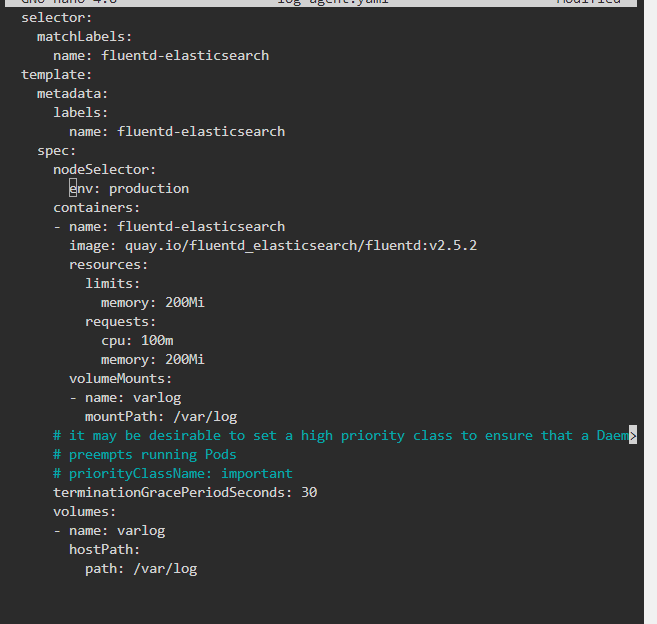 GNU nano 4.8 log-agent.yaml Modified
selector:
matchLabels:
name: fluentd-elasticsearch
template:
metadata:
labels:
name: fluentd-elasticsearch
spec:
nodeSelector:
env: production
containers:
- name: fluentd-elasticsearch
image: quay.io/fluentd_elasticsearch/fluentd:v2.5.2
resources:
limits:
memory: 200Mi
requests:
cpu: 100m
memory: 200Mi
volumeMounts:
- name: varlog
mountPath: /var/log
# it may be desirable to set a high priority class to ensure that a Daem>
# preempts running Pods
# priorityClassName: important
terminationGracePeriodSeconds: 30
volumes:
- name: varlog
hostPath:
path: /var/log